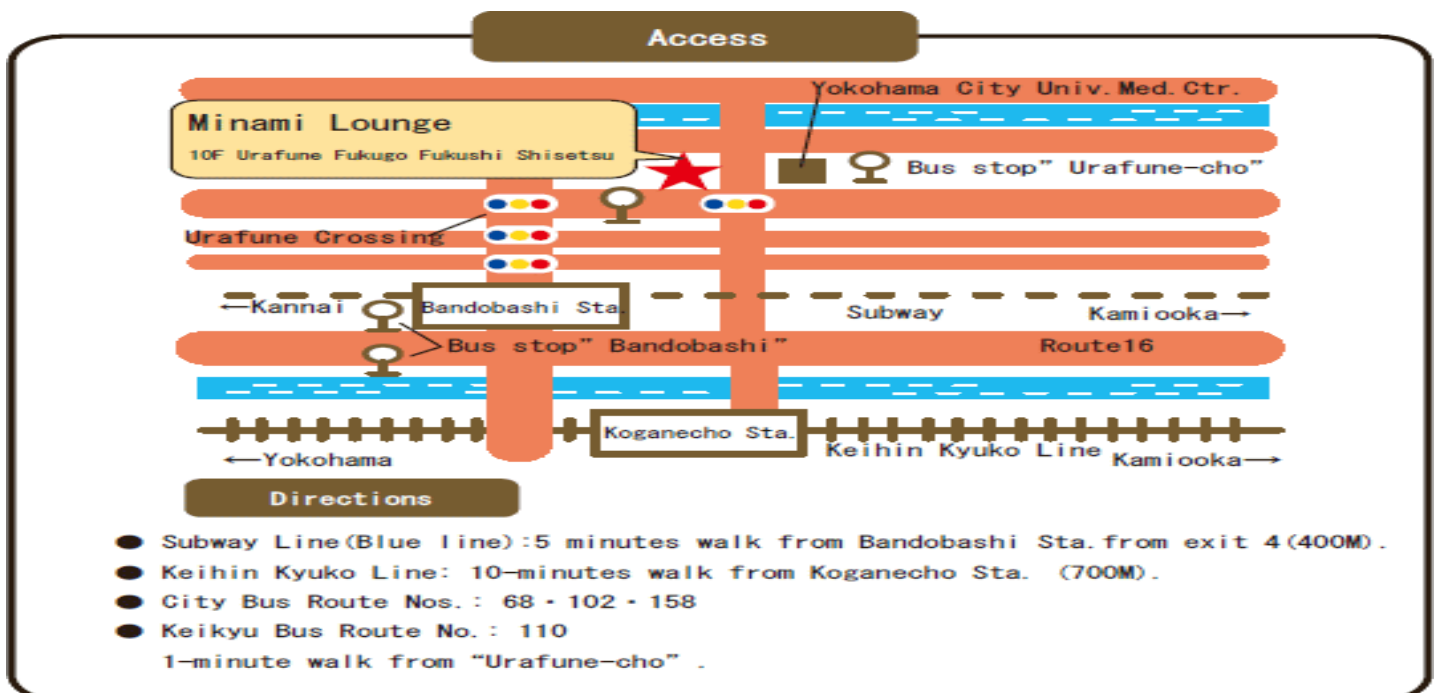 Access
Yokohama City Univ.Med.Ctr.
Minami Lounge
10F Urafune Fukugo Fukushi Shisetsu
Bus stop” Urafune-cho”
Urafune Crossing
←Kannai
Bandobashi Sta.
Subway
Kamiooka→
Bus stop” Bandobashi”
Route16
Koganecho Sta.
←Yokohama
Keihin Kyuko Line
Kamiooka→
Directions
● Subway Line(Blue line):5 minutes walk from Bandobashi Sta.from exit 4(400M).
● Keihin Kyuko Line: 10-minutes walk from Koganecho Sta. (700M).
● City Bus Route Nos.: 68・102・158
● Keikyu Bus Route No.: 110
1-minute walk from “Urafune-cho” .